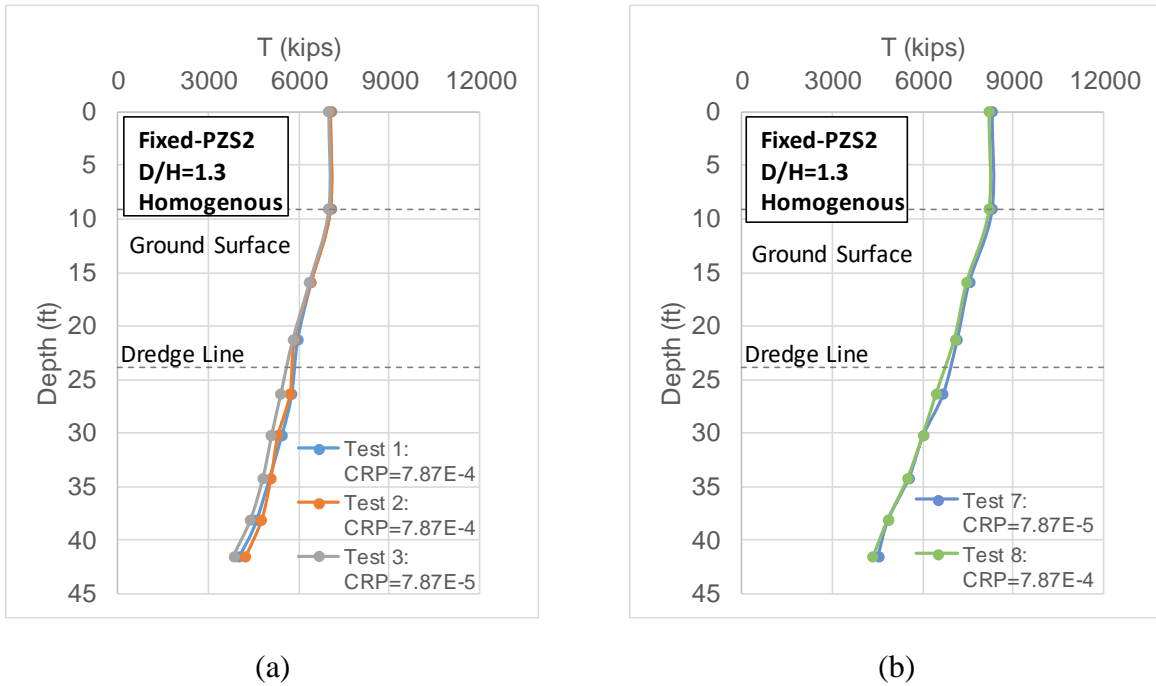 T (kips)
0 3000 6000 9000 12000
0
5
10
15
20
25
30
35
40
45
Depth (ft)
Fixed-PZS2
D/H=1.3
Homogenous
Ground Surface
Dredge Line
Test 1:
CRP=7.87E-4
Test 2:
CRP=7.87E-4
Test 3:
CRP=7.87E-5
(a)
T (kips)
0 3000 6000 9000 12000
0
5
10
15
20
25
30
35
40
45
Depth (ft)
Fixed-PZS2
D/H=1.3
Homogenous
Ground Surface
Dredge Line
Test 7:
CRP=7.87E-5
Test 8:
CRP=7.87E-4
(b)